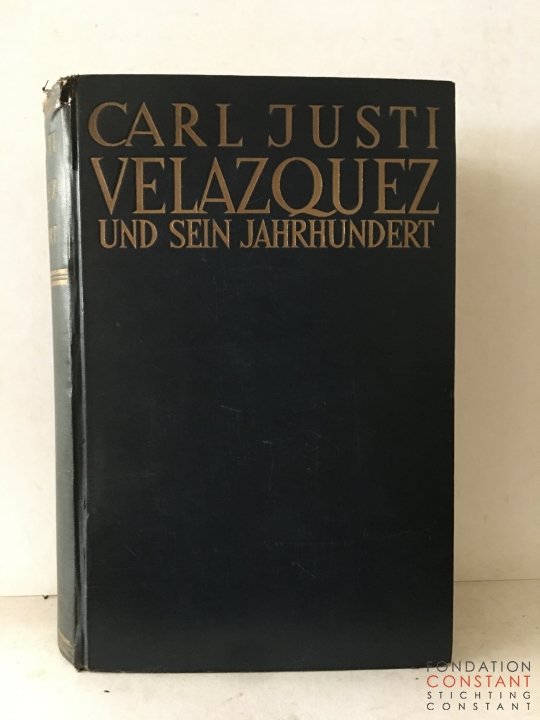 CARL JUSTI
VELAZQUEZ
UND SEIN JAHRHUNDERT
FONDATION
CONSTANT
STICHTING
CONSTANT